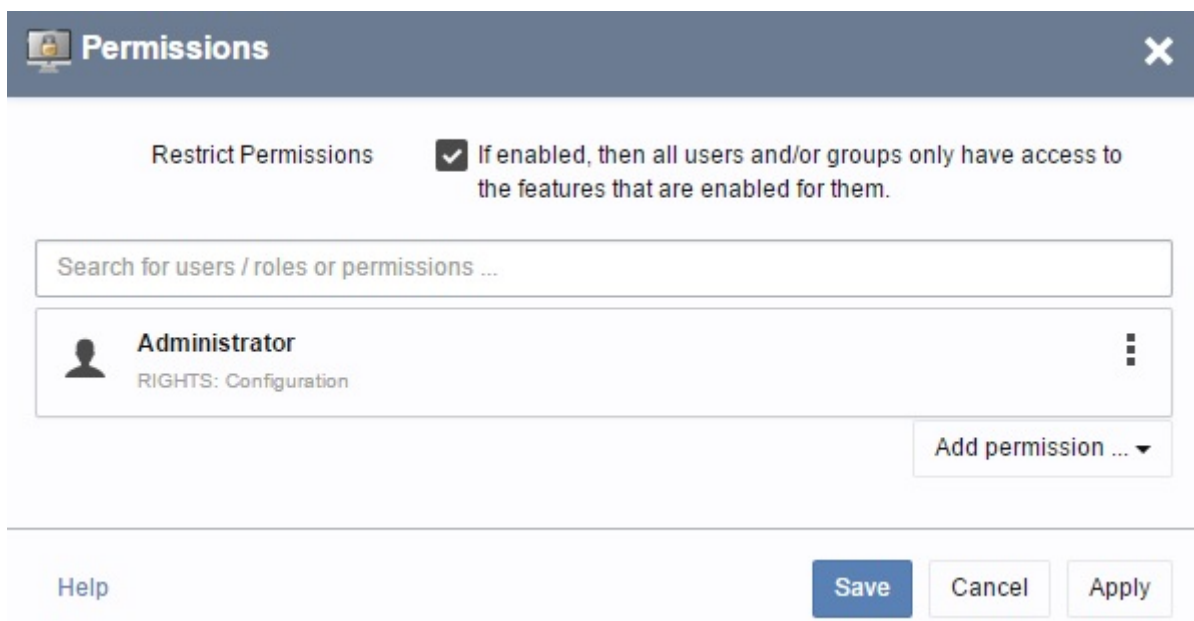 Permissions
Restrict Permissions If enabled, then all users and/or groups only have access to
the features that are enabled for them.
Search for users / roles or permissions ...
Administrator
RIGHTS: Configuration
Add permission ...
Help Save Cancel Apply